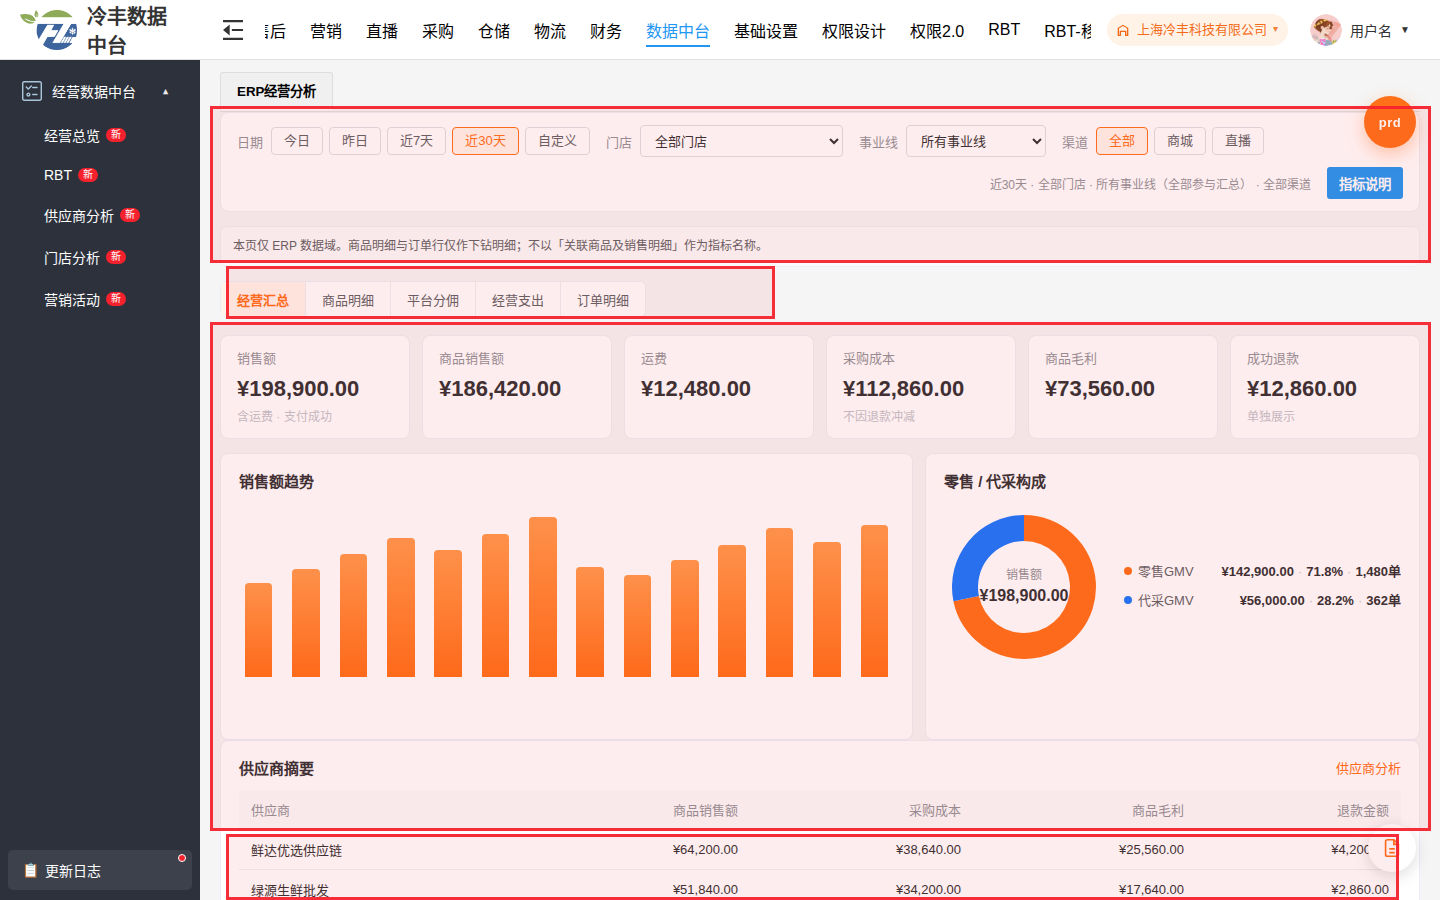 冷丰数据
中台
售后 营销 直播 采购 仓储 物流 财务 数据中台 基础设置 权限设计 权限2.0 RBT RBT-移
上海冷丰科技有限公司
用户名
经营数据中台
经营总览 新
RBT 新
供应商分析 新
门店分析 新
营销活动 新
更新日志
ERP经营分析
prd
日期 今日 昨日 近7天 近30天 自定义 门店 全部门店 事业线 所有事业线 渠道 全部 商城 直播
近30天 · 全部门店 · 所有事业线（全部参与汇总） · 全部渠道 指标说明
本页仅 ERP 数据域。商品明细与订单行仅作下钻明细；不以「关联商品及销售明细」作为指标名称。
经营汇总 商品明细 平台分佣 经营支出 订单明细
销售额 商品销售额 运费 采购成本 商品毛利 成功退款
¥198,900.00 ¥186,420.00 ¥12,480.00 ¥112,860.00 ¥73,560.00 ¥12,860.00
含运费 · 支付成功 不因退款冲减 单独展示
销售额趋势
零售 / 代采构成
销售额
¥198,900.00
零售GMV ¥142,900.00 · 71.8% · 1,480单
代采GMV ¥56,000.00 · 28.2% · 362单
供应商摘要 供应商分析
供应商 商品销售额 采购成本 商品毛利 退款金额
鲜达优选供应链 ¥64,200.00 ¥38,640.00 ¥25,560.00 ¥4,200
绿源生鲜批发 ¥51,840.00 ¥34,200.00 ¥17,640.00 ¥2,860.00